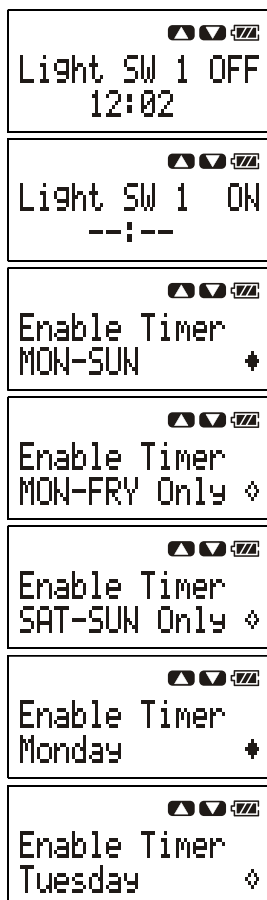 Light SW 1 OFF
12:02
Light SW 1 ON
--:--
Enable Timer
MON-SUN ♦
Enable Timer
MON-FRY Only ◊
Enable Timer
SAT-SUN Only ◊
Enable Timer
Monday ♦
Enable Timer
Tuesday ◊